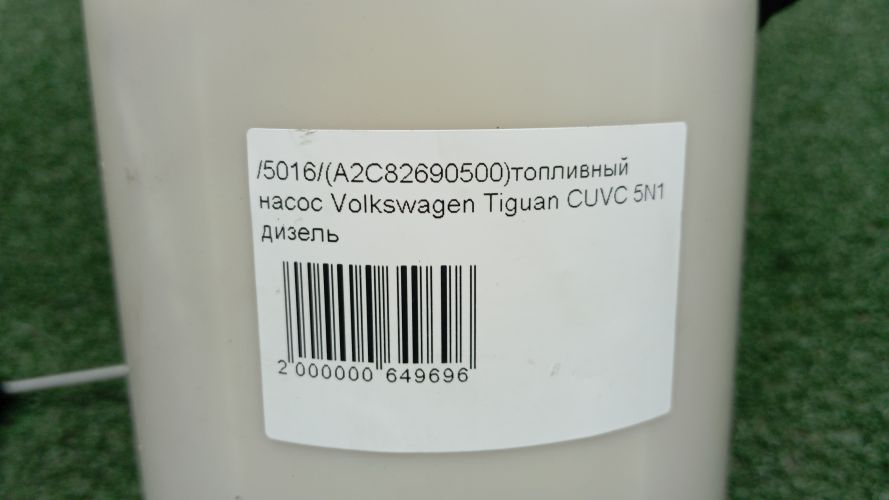 /5016/(A2C82690500)топливный
насос Volkswagen Tiguan CUVC 5N1
дизель
2 000000 649696